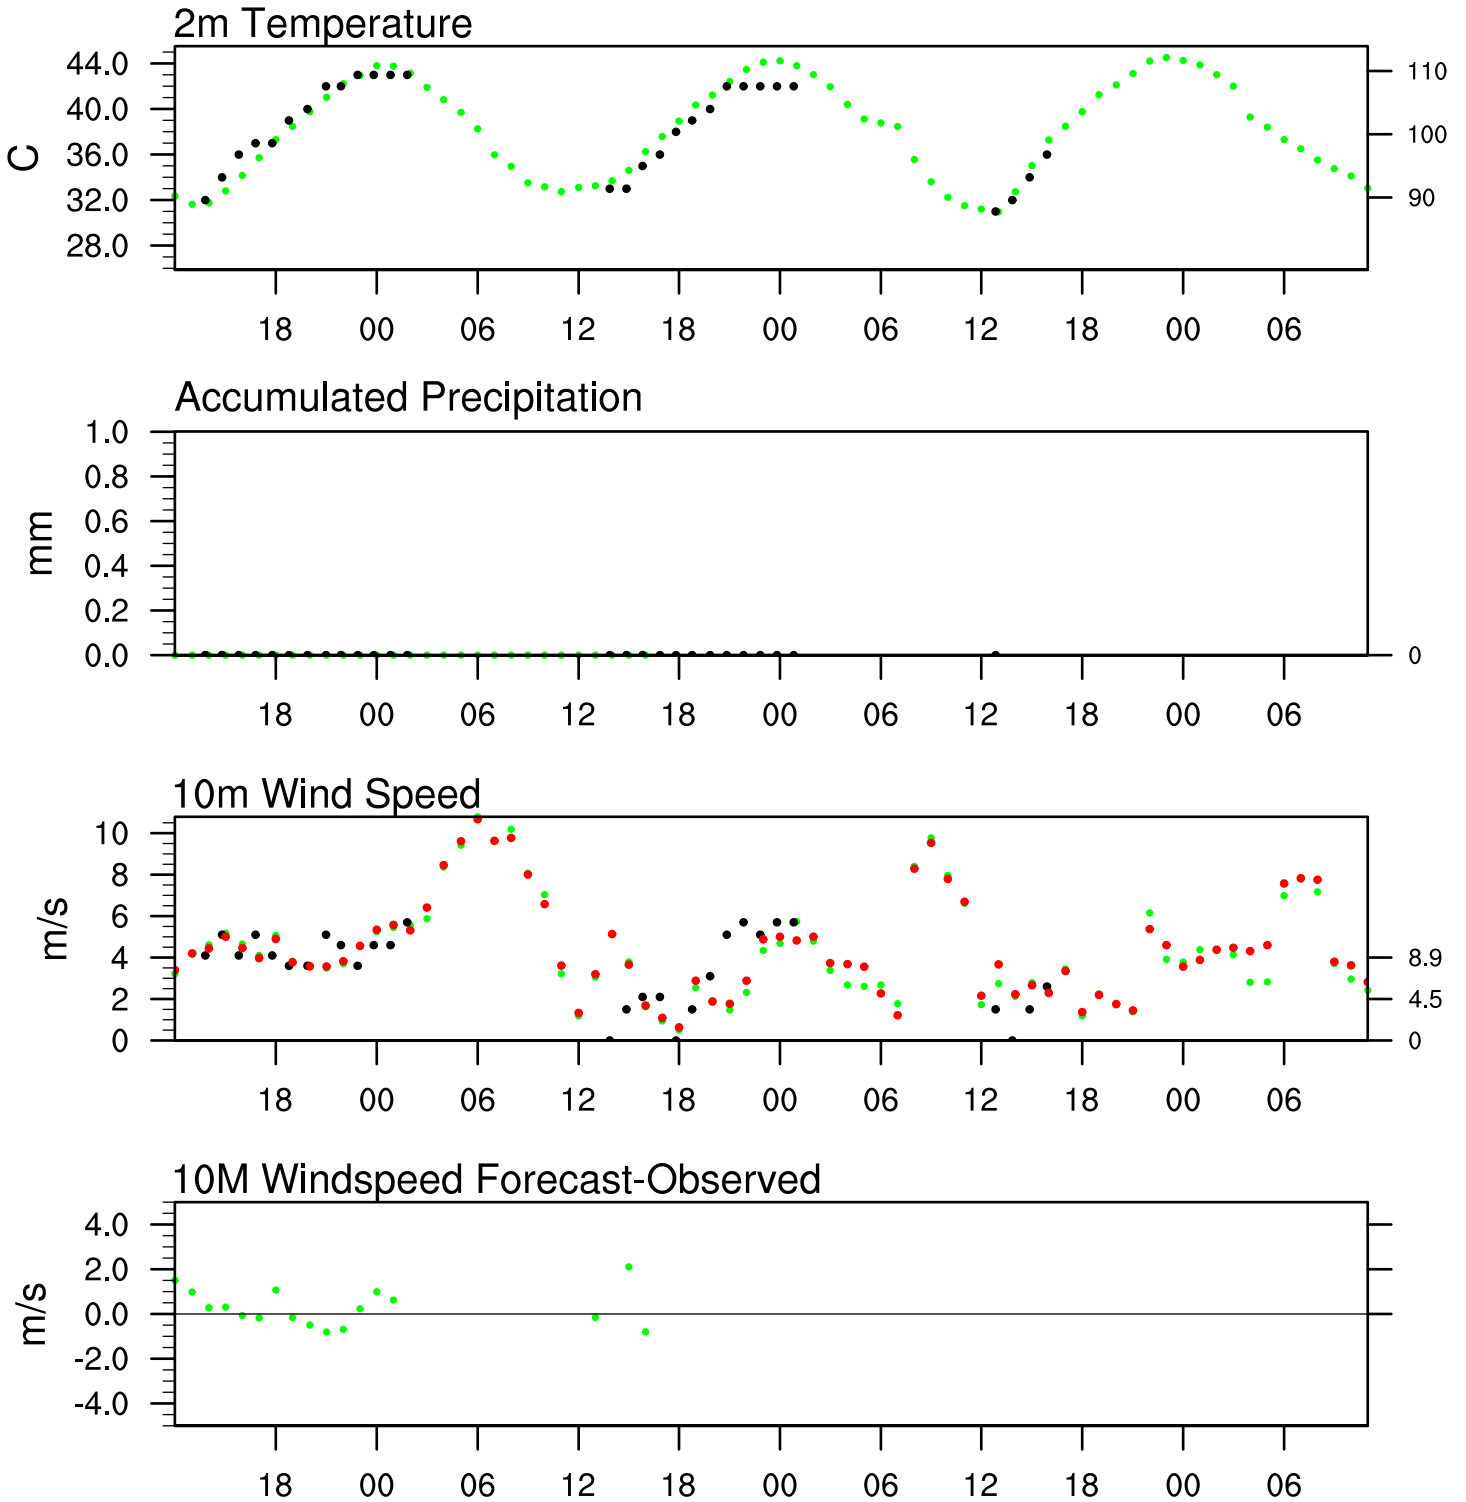 2m Temperature
44.0
40.0
36.0
32.0
28.0
C
110
100
90
18 00 06 12 18 00 06 12 18 00 06
Accumulated Precipitation
1.0
0.8
0.6
0.4
0.2
0.0
mm
0
18 00 06 12 18 00 06 12 18 00 06
10m Wind Speed
10
8
6
4
2
0
m/s
8.9
4.5
0
18 00 06 12 18 00 06 12 18 00 06
10M Windspeed Forecast-Observed
4.0
2.0
0.0
-2.0
-4.0
m/s
18 00 06 12 18 00 06 12 18 00 06